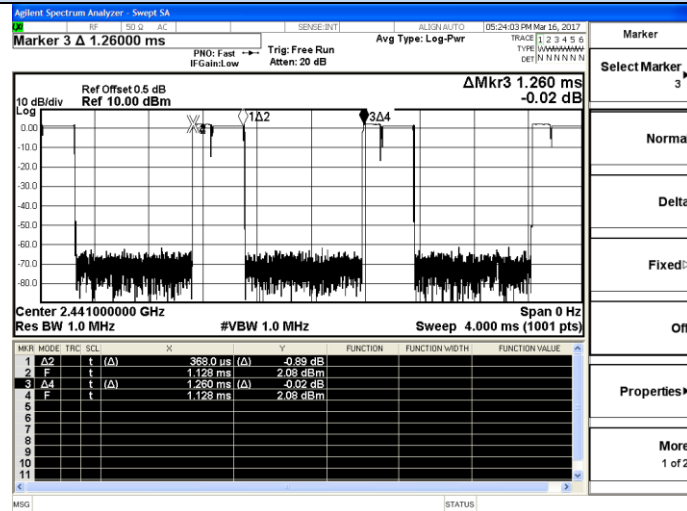 Agilent Spectrum Analyzer - Swept SA
RF 50 Ω AC SENSE:INT ALIGN AUTO 05:24:03 PM Mar 16, 2017
Marker 3 Δ 1.26000 ms
PNO: Fast
IFGain:Low
Trig: Free Run
Atten: 20 dB
Avg Type: Log-Pwr
TRACE 1 2 3 4 5 6
TYPE WWWWWW
DET N N N N N N
Marker
Select Marker
3
Norma
Delta
Fixed
Off
Properties
More
1 of 2
Ref Offset 0.5 dB
10 dB/div Ref 10.00 dBm
ΔMkr3 1.260 ms
-0.02 dB
Log
1Δ2
3Δ4
0.00
-10.0
-20.0
-30.0
-40.0
-50.0
-60.0
-70.0
-80.0
Center 2.441000000 GHz Span 0 Hz
Res BW 1.0 MHz #VBW 1.0 MHz Sweep 4.000 ms (1001 pts)
MKR MODE TRC SCL X Y FUNCTION FUNCTION WIDTH FUNCTION VALUE
1 Δ2 t (Δ) 368.0 µs (Δ) -0.89 dB
2 F t 1.128 ms 2.08 dBm
3 Δ4 t (Δ) 1.260 ms (Δ) -0.02 dB
4 F t 1.128 ms 2.08 dBm
5
6
7
8
9
10
11
MSG STATUS